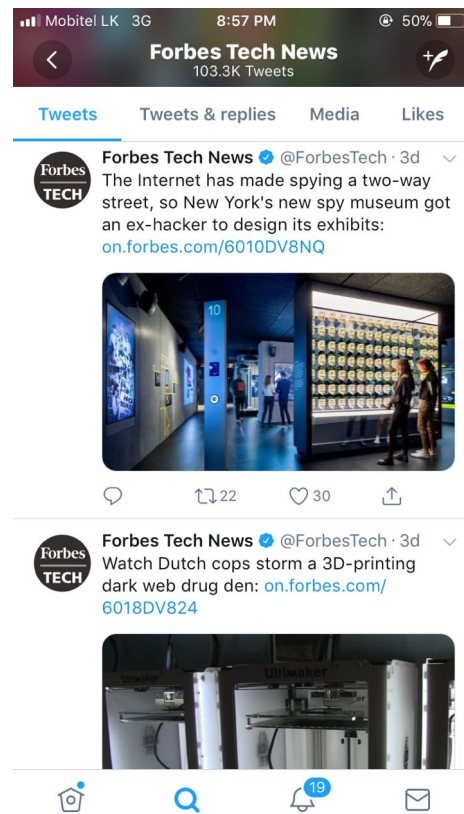 Mobitel LK 3G 8:57 PM 50%
Forbes Tech News
103.3K Tweets
Tweets Tweets & replies Media Likes
Forbes
TECH
Forbes Tech News @ForbesTech · 3d
The Internet has made spying a two-way
street, so New York's new spy museum got
an ex-hacker to design its exhibits:
on.forbes.com/6010DV8NQ
10
22 30
Forbes
TECH
Forbes Tech News @ForbesTech · 3d
Watch Dutch cops storm a 3D-printing
dark web drug den: on.forbes.com/
6018DV824
Ultimaker Ultimaker
19